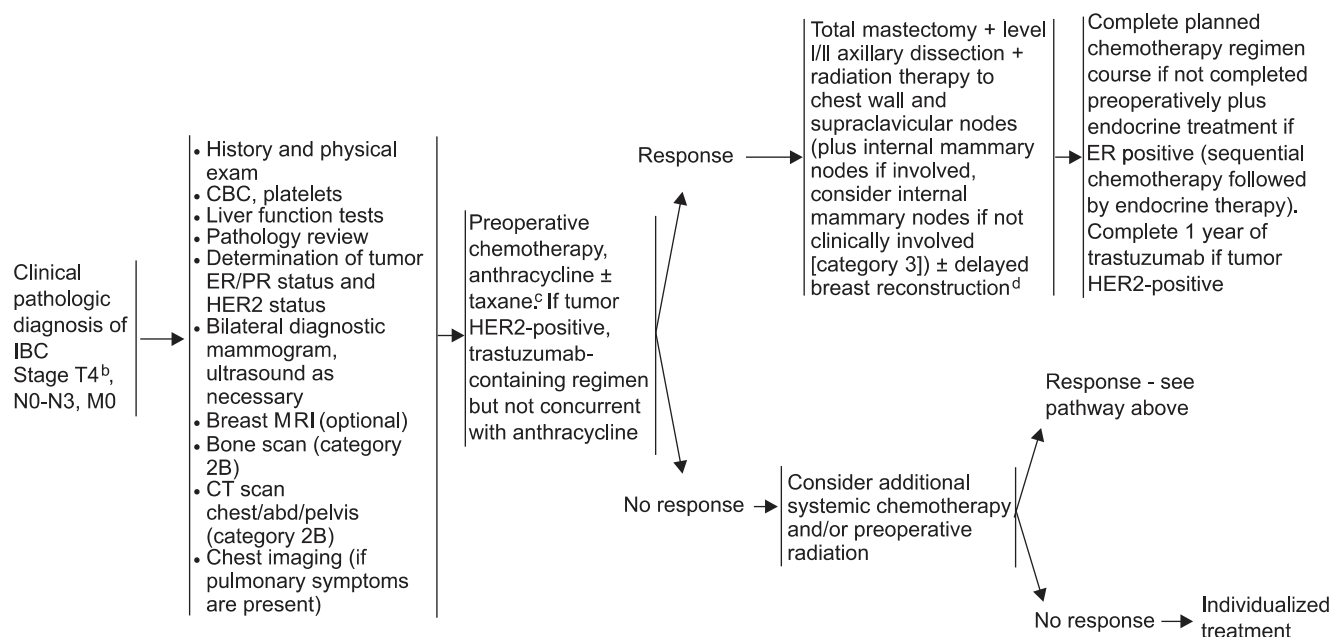 Clinical
pathologic
diagnosis of
IBC
Stage T4b,
N0-N3, M0
• History and physical
exam
• CBC, platelets
• Liver function tests
• Pathology review
• Determination of tumor
ER/PR status and
HER2 status
• Bilateral diagnostic
mammogram,
ultrasound as
necessary
• Breast MRI (optional)
• Bone scan (category
2B)
• CT scan
chest/abd/pelvis
(category 2B)
• Chest imaging (if
pulmonary symptoms
are present)
Preoperative
chemotherapy,
anthracycline ±
taxane.c If tumor
HER2-positive,
trastuzumab-
containing regimen
but not concurrent
with anthracycline
Response
Total mastectomy + level
I/II axillary dissection +
radiation therapy to
chest wall and
supraclavicular nodes
(plus internal mammary
nodes if involved,
consider internal
mammary nodes if not
clinically involved
[category 3]) ± delayed
breast reconstructiond
Complete planned
chemotherapy regimen
course if not completed
preoperatively plus
endocrine treatment if
ER positive (sequential
chemotherapy followed
by endocrine therapy).
Complete 1 year of
trastuzumab if tumor
HER2-positive
No response
Consider additional
systemic chemotherapy
and/or preoperative
radiation
Response - see
pathway above
No response
Individualized
treatment